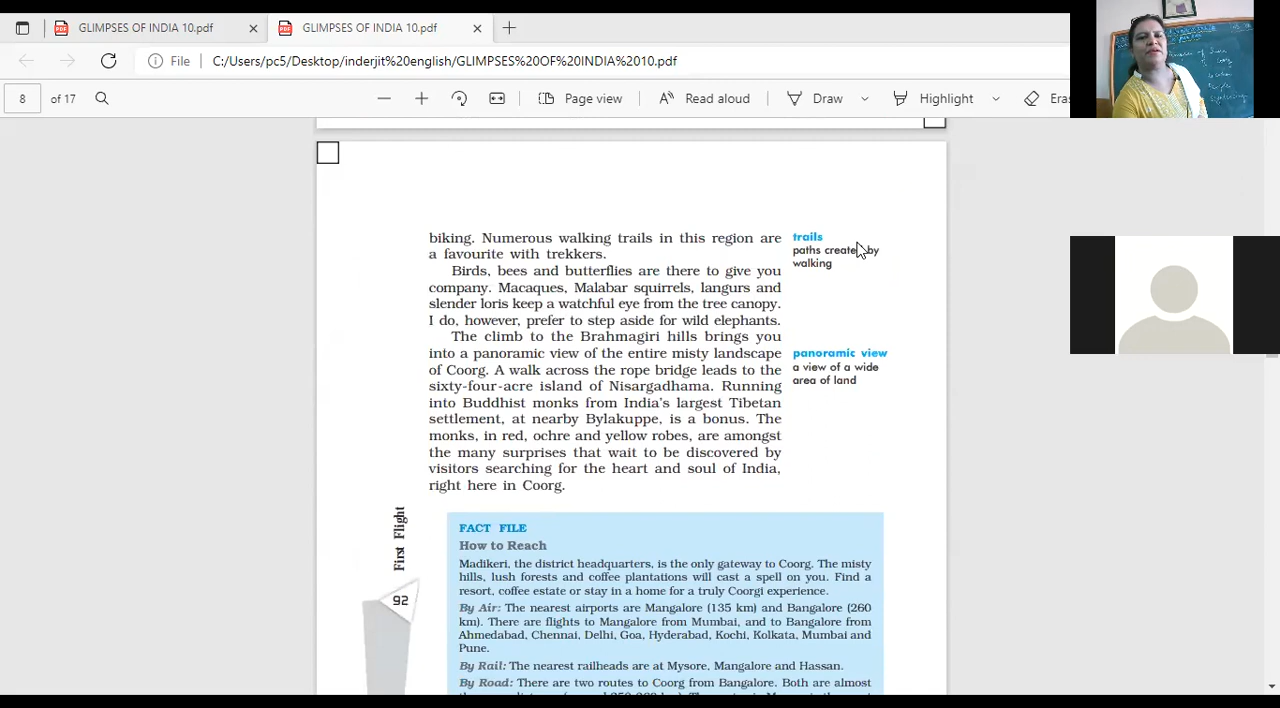 GLIMPSES OF INDIA 10.pdf
GLIMPSES OF INDIA 10.pdf
File
C:/Users/pc5/Desktop/inderjit%20english/GLIMPSES%20OF%20INDIA%2010.pdf
8 of 17
Page view
Read aloud
Draw
Highlight
Eras
biking. Numerous walking trails in this region are
a favourite with trekkers.
trails
paths created by
walking
Birds, bees and butterflies are there to give you
company. Macaques, Malabar squirrels, langurs and
slender loris keep a watchful eye from the tree canopy.
I do, however, prefer to step aside for wild elephants.
The climb to the Brahmagiri hills brings you
into a panoramic view of the entire misty landscape
of Coorg. A walk across the rope bridge leads to the
sixty-four-acre island of Nisargadhama. Running
into Buddhist monks from India's largest Tibetan
settlement, at nearby Bylakuppe, is a bonus. The
monks, in red, ochre and yellow robes, are amongst
the many surprises that wait to be discovered by
visitors searching for the heart and soul of India,
right here in Coorg.
panoramic view
a view of a wide
area of land
First Flight
92
FACT FILE
How to Reach
Madikeri, the district headquarters, is the only gateway to Coorg. The misty
hills, lush forests and coffee plantations will cast a spell on you. Find a
resort, coffee estate or stay in a home for a truly Coorgi experience.
By Air: The nearest airports are Mangalore (135 km) and Bangalore (260
km). There are flights to Mangalore from Mumbai, and to Bangalore from
Ahmedabad, Chennai, Delhi, Goa, Hyderabad, Kochi, Kolkata, Mumbai and
Pune.
By Rail: The nearest railheads are at Mysore, Mangalore and Hassan.
By Road: There are two routes to Coorg from Bangalore. Both are almost